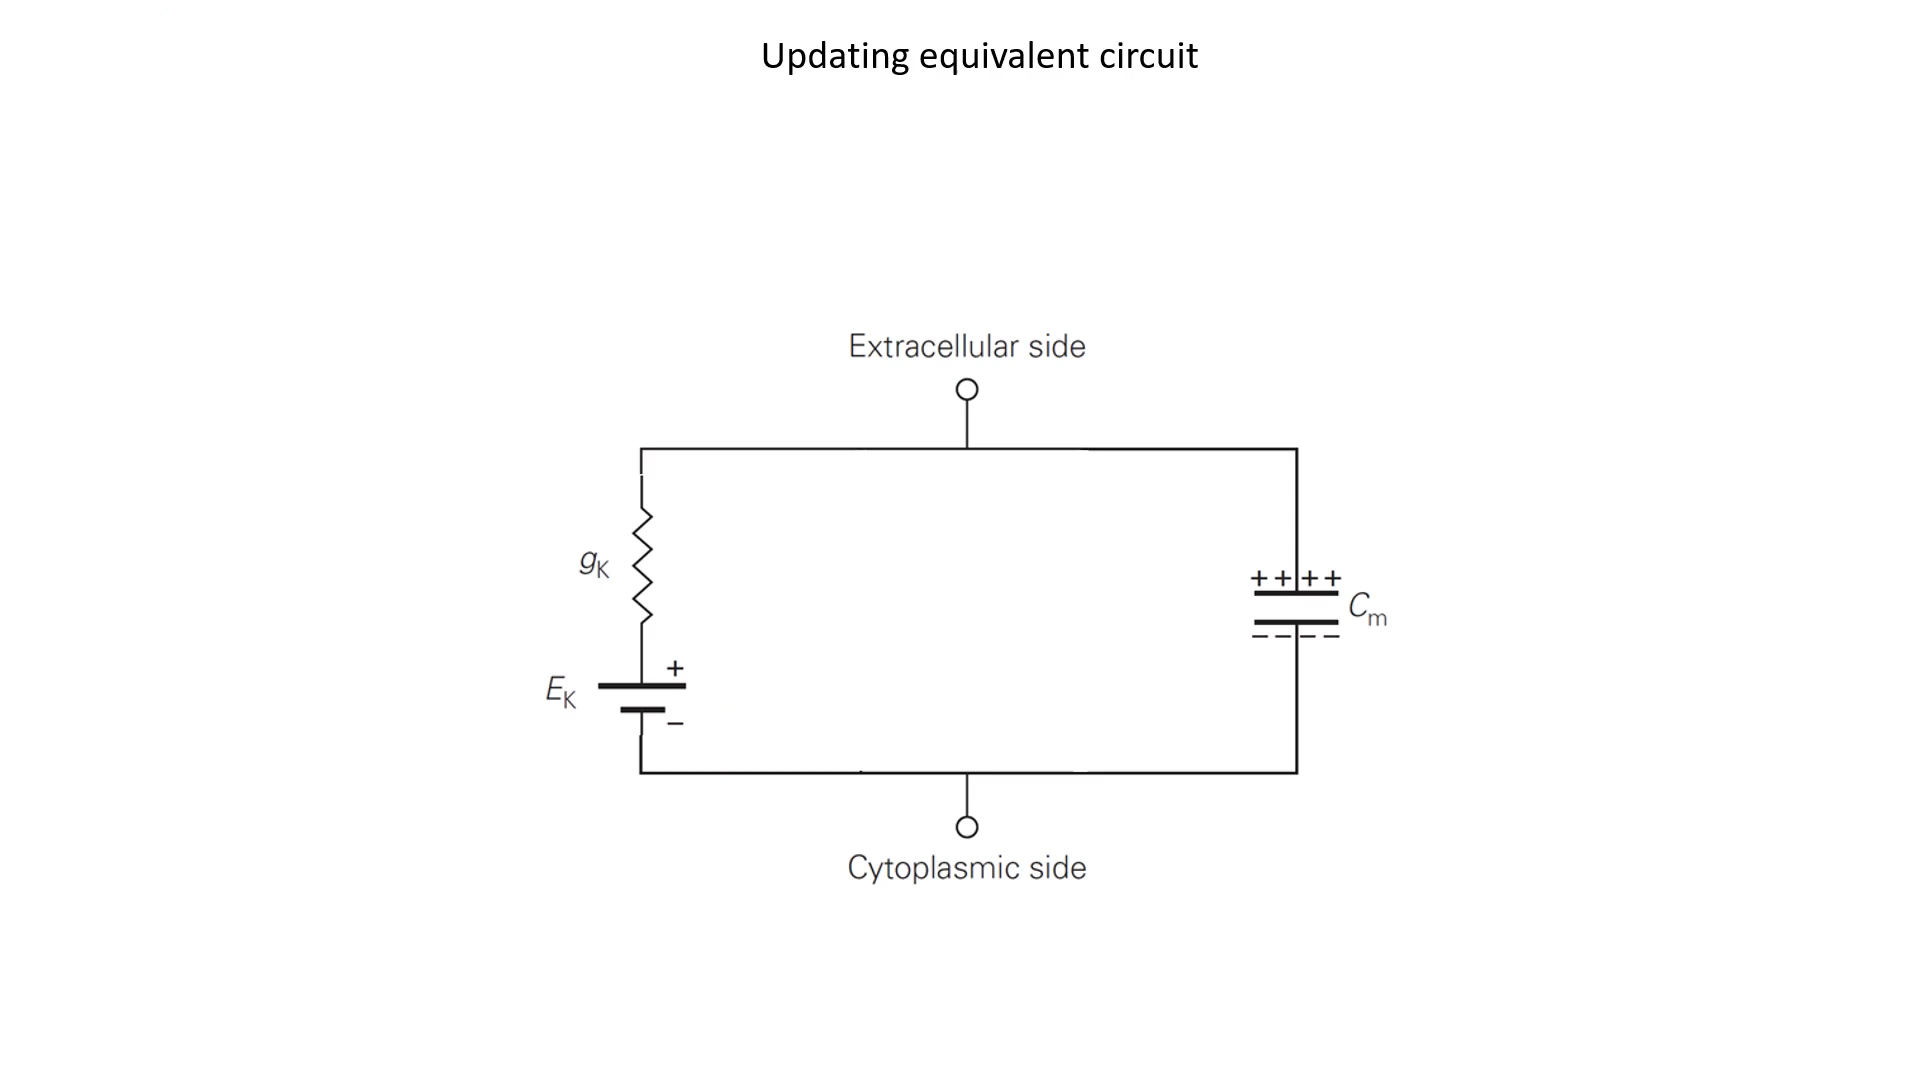 Updating equivalent circuit
Extracellular side
gK
++++
Cm
----
+
EK
–
Cytoplasmic side